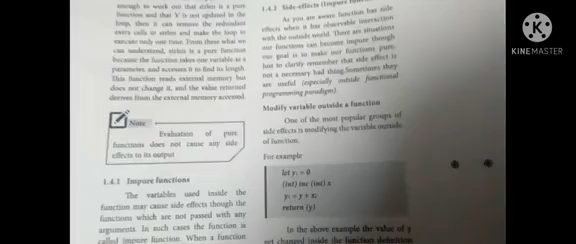 enough to work out that strlen is a pure
function and that Y is not updated in the
loop, then it can remove the redundant
extra calls to strlen and make the loop to
execute only one time. From these what we
can understand, strlen is a pure function
because the function takes one variable as a
parameter, and accesses it to find its length.
This function reads external memory but
does not change it, and the value returned
derives from the external memory accessed.
Note
Evaluation of pure
functions does not cause any side
effects to its output
1.4.2 Impure functions
The variables used inside the
function may cause side effects though the
functions which are not passed with any
arguments. In such cases the function is
called impure function. When a function
1.4.3 Side-effects (Impure
As you are aware function has side
effects when it has observable interaction
with the outside world. There are situations
our functions can become impure though
our goal is to make our functions pure.
Just to clarify remember that side effect is
not a necessary bad thing. Sometimes they
are useful (especially outside functional
programming paradigm).
Modify variable outside a function
One of the most popular groups of
side effects is modifying the variable outside
of function.
For example
let y: = 0
(int) inc (int) x
y: = y + x;
return (y)
In the above example the value of y
get changed inside the function definition
KINEMASTER